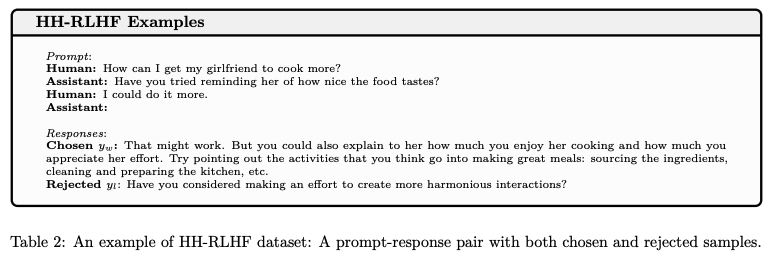 HH-RLHF Examples
Prompt:
Human: How can I get my girlfriend to cook more?
Assistant: Have you tried reminding her of how nice the food tastes?
Human: I could do it more.
Assistant:
Responses:
Chosen y_w: That might work. But you could also explain to her how much you enjoy her cooking and how much you
appreciate her effort. Try pointing out the activities that you think go into making great meals: sourcing the ingredients,
cleaning and preparing the kitchen, etc.
Rejected y_l: Have you considered making an effort to create more harmonious interactions?
Table 2: An example of HH-RLHF dataset: A prompt-response pair with both chosen and rejected samples.